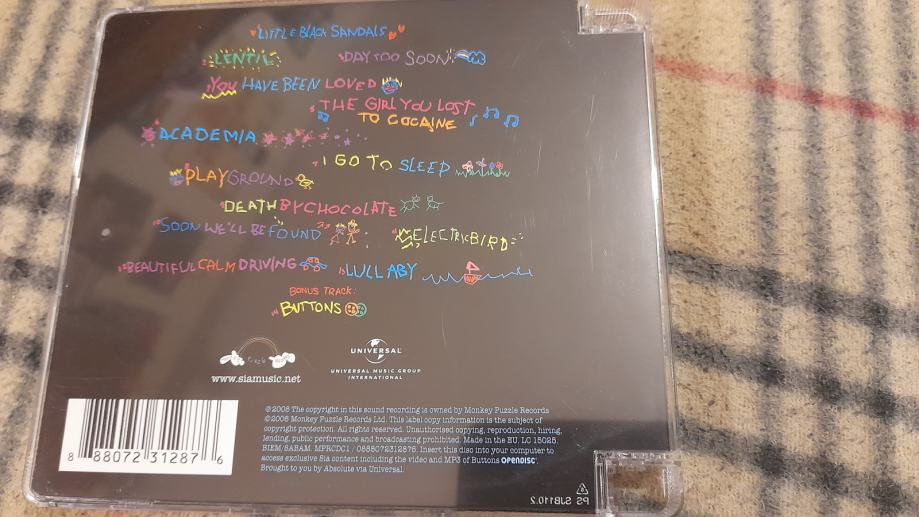 LITTLE BLACK SANDALS
LENTIL DAY TOO SOON
YOU HAVE BEEN LOVED
THE GIRL YOU LOST
TO COCAINE
ACADEMIA
I GO TO SLEEP
PLAYGROUND
DEATH BY CHOCOLATE
SOON WE'LL BE FOUND ELECTRIC BIRD
BEAUTIFUL CALM DRIVING LULLABY
BONUS TRACK:
BUTTONS
www.siamusic.net
UNIVERSAL
UNIVERSAL MUSIC GROUP
INTERNATIONAL
8 88072 31287 6
℗2008 The copyright in this sound recording is owned by Monkey Puzzle Records
©2008 Monkey Puzzle Records Ltd. This label copy information is the subject of
copyright protection. All rights reserved. Unauthorised copying, reproduction, hiring,
lending, public performance and broadcasting prohibited. Made in the EU. LC 15025.
BIEM/SABAM. MPRCDC1 / 0888072312876. Insert this disc into your computer to
access exclusive Sia content including the video and MP3 of Buttons OPENDISC.
Brought to you by Absolute via Universal.
PS SJB110.2